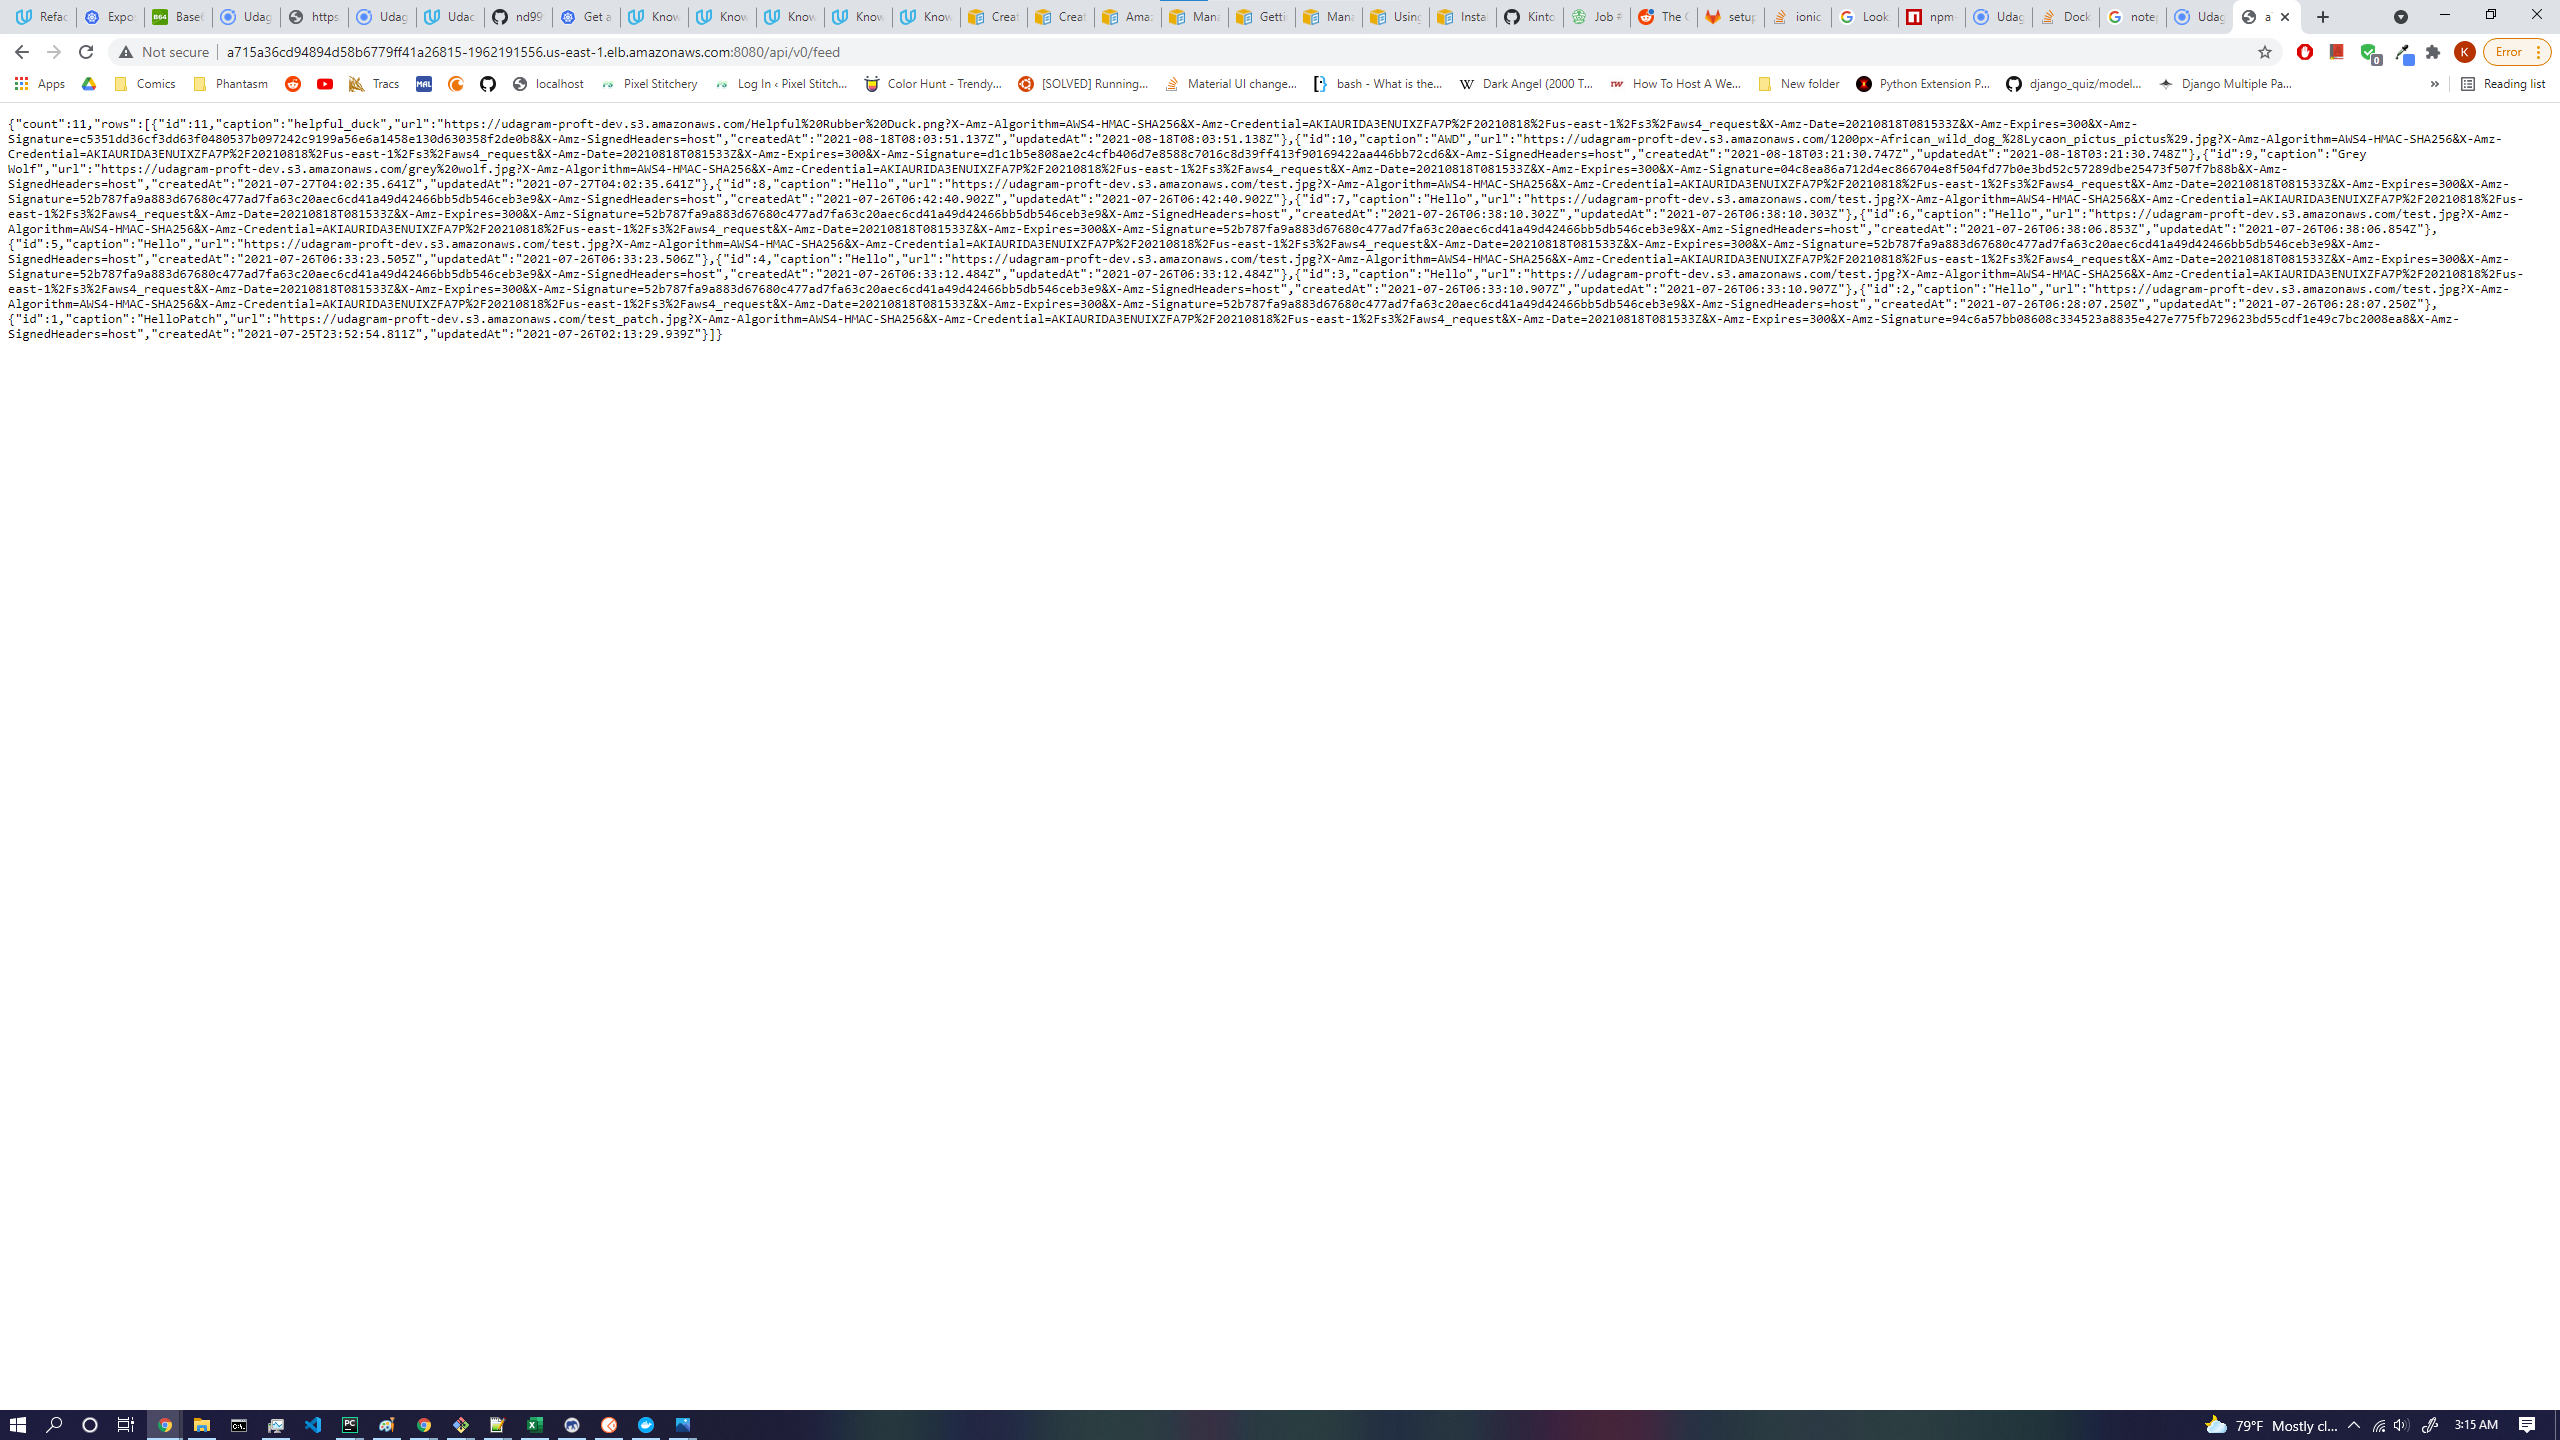 Refac Expos Base6 Udag https Udag Udac nd99 Get a Know Know Know Know Know Creat Creat Amaz Mana Getti Mana Using Instal Kinto Job # The C setup ionic Look npm- Udag Dock notep Udag a
Not secure a715a36cd94894d58b6779ff41a26815-1962191556.us-east-1.elb.amazonaws.com:8080/api/v0/feed K Error
Apps Comics Phantasm Tracs MAL localhost Pixel Stitchery Log In ‹ Pixel Stitch... Color Hunt - Trendy... [SOLVED] Running... Material UI change... bash - What is the... Dark Angel (2000 T... How To Host A We... New folder Python Extension P... django_quiz/model... Django Multiple Pa... » Reading list
{"count":11,"rows":[{"id":11,"caption":"helpful_duck","url":"https://udagram-proft-dev.s3.amazonaws.com/Helpful%20Rubber%20Duck.png?X-Amz-Algorithm=AWS4-HMAC-SHA256&X-Amz-Credential=AKIAURIDA3ENUIXZFA7P%2F20210818%2Fus-east-1%2Fs3%2Faws4_request&X-Amz-Date=20210818T081533Z&X-Amz-Expires=300&X-Amz-
Signature=c5351dd36cf3dd63f0480537b097242c9199a56e6a1458e130d630358f2de0b8&X-Amz-SignedHeaders=host","createdAt":"2021-08-18T08:03:51.137Z","updatedAt":"2021-08-18T08:03:51.138Z"},{"id":10,"caption":"AWD","url":"https://udagram-proft-dev.s3.amazonaws.com/1200px-African_wild_dog_%28Lycaon_pictus_pictus%29.jpg?X-Amz-Algorithm=AWS4-HMAC-SHA256&X-Amz-
Credential=AKIAURIDA3ENUIXZFA7P%2F20210818%2Fus-east-1%2Fs3%2Faws4_request&X-Amz-Date=20210818T081533Z&X-Amz-Expires=300&X-Amz-Signature=d1c1b5e808ae2c4cfb406d7e8588c7016c8d39ff413f90169422aa446bb72cd6&X-Amz-SignedHeaders=host","createdAt":"2021-08-18T03:21:30.747Z","updatedAt":"2021-08-18T03:21:30.748Z"},{"id":9,"caption":"Grey
Wolf","url":"https://udagram-proft-dev.s3.amazonaws.com/grey%20wolf.jpg?X-Amz-Algorithm=AWS4-HMAC-SHA256&X-Amz-Credential=AKIAURIDA3ENUIXZFA7P%2F20210818%2Fus-east-1%2Fs3%2Faws4_request&X-Amz-Date=20210818T081533Z&X-Amz-Expires=300&X-Amz-Signature=04c8ea86a712d4ec866704e8f504fd77b0e3bd52c57289dbe25473f507f7b88b&X-Amz-
SignedHeaders=host","createdAt":"2021-07-27T04:02:35.641Z","updatedAt":"2021-07-27T04:02:35.641Z"},{"id":8,"caption":"Hello","url":"https://udagram-proft-dev.s3.amazonaws.com/test.jpg?X-Amz-Algorithm=AWS4-HMAC-SHA256&X-Amz-Credential=AKIAURIDA3ENUIXZFA7P%2F20210818%2Fus-east-1%2Fs3%2Faws4_request&X-Amz-Date=20210818T081533Z&X-Amz-Expires=300&X-Amz-
Signature=52b787fa9a883d67680c477ad7fa63c20aec6cd41a49d42466bb5db546ceb3e9&X-Amz-SignedHeaders=host","createdAt":"2021-07-26T06:42:40.902Z","updatedAt":"2021-07-26T06:42:40.902Z"},{"id":7,"caption":"Hello","url":"https://udagram-proft-dev.s3.amazonaws.com/test.jpg?X-Amz-Algorithm=AWS4-HMAC-SHA256&X-Amz-Credential=AKIAURIDA3ENUIXZFA7P%2F20210818%2Fus-
east-1%2Fs3%2Faws4_request&X-Amz-Date=20210818T081533Z&X-Amz-Expires=300&X-Amz-Signature=52b787fa9a883d67680c477ad7fa63c20aec6cd41a49d42466bb5db546ceb3e9&X-Amz-SignedHeaders=host","createdAt":"2021-07-26T06:38:10.302Z","updatedAt":"2021-07-26T06:38:10.303Z"},{"id":6,"caption":"Hello","url":"https://udagram-proft-dev.s3.amazonaws.com/test.jpg?X-Amz-
Algorithm=AWS4-HMAC-SHA256&X-Amz-Credential=AKIAURIDA3ENUIXZFA7P%2F20210818%2Fus-east-1%2Fs3%2Faws4_request&X-Amz-Date=20210818T081533Z&X-Amz-Expires=300&X-Amz-Signature=52b787fa9a883d67680c477ad7fa63c20aec6cd41a49d42466bb5db546ceb3e9&X-Amz-SignedHeaders=host","createdAt":"2021-07-26T06:38:06.853Z","updatedAt":"2021-07-26T06:38:06.854Z"},
{"id":5,"caption":"Hello","url":"https://udagram-proft-dev.s3.amazonaws.com/test.jpg?X-Amz-Algorithm=AWS4-HMAC-SHA256&X-Amz-Credential=AKIAURIDA3ENUIXZFA7P%2F20210818%2Fus-east-1%2Fs3%2Faws4_request&X-Amz-Date=20210818T081533Z&X-Amz-Expires=300&X-Amz-Signature=52b787fa9a883d67680c477ad7fa63c20aec6cd41a49d42466bb5db546ceb3e9&X-Amz-
SignedHeaders=host","createdAt":"2021-07-26T06:33:23.505Z","updatedAt":"2021-07-26T06:33:23.506Z"},{"id":4,"caption":"Hello","url":"https://udagram-proft-dev.s3.amazonaws.com/test.jpg?X-Amz-Algorithm=AWS4-HMAC-SHA256&X-Amz-Credential=AKIAURIDA3ENUIXZFA7P%2F20210818%2Fus-east-1%2Fs3%2Faws4_request&X-Amz-Date=20210818T081533Z&X-Amz-Expires=300&X-Amz-
Signature=52b787fa9a883d67680c477ad7fa63c20aec6cd41a49d42466bb5db546ceb3e9&X-Amz-SignedHeaders=host","createdAt":"2021-07-26T06:33:12.484Z","updatedAt":"2021-07-26T06:33:12.484Z"},{"id":3,"caption":"Hello","url":"https://udagram-proft-dev.s3.amazonaws.com/test.jpg?X-Amz-Algorithm=AWS4-HMAC-SHA256&X-Amz-Credential=AKIAURIDA3ENUIXZFA7P%2F20210818%2Fus-
east-1%2Fs3%2Faws4_request&X-Amz-Date=20210818T081533Z&X-Amz-Expires=300&X-Amz-Signature=52b787fa9a883d67680c477ad7fa63c20aec6cd41a49d42466bb5db546ceb3e9&X-Amz-SignedHeaders=host","createdAt":"2021-07-26T06:33:10.907Z","updatedAt":"2021-07-26T06:33:10.907Z"},{"id":2,"caption":"Hello","url":"https://udagram-proft-dev.s3.amazonaws.com/test.jpg?X-Amz-
Algorithm=AWS4-HMAC-SHA256&X-Amz-Credential=AKIAURIDA3ENUIXZFA7P%2F20210818%2Fus-east-1%2Fs3%2Faws4_request&X-Amz-Date=20210818T081533Z&X-Amz-Expires=300&X-Amz-Signature=52b787fa9a883d67680c477ad7fa63c20aec6cd41a49d42466bb5db546ceb3e9&X-Amz-SignedHeaders=host","createdAt":"2021-07-26T06:28:07.250Z","updatedAt":"2021-07-26T06:28:07.250Z"},
{"id":1,"caption":"HelloPatch","url":"https://udagram-proft-dev.s3.amazonaws.com/test_patch.jpg?X-Amz-Algorithm=AWS4-HMAC-SHA256&X-Amz-Credential=AKIAURIDA3ENUIXZFA7P%2F20210818%2Fus-east-1%2Fs3%2Faws4_request&X-Amz-Date=20210818T081533Z&X-Amz-Expires=300&X-Amz-Signature=94c6a57bb08608c334523a8835e427e775fb729623bd55cdf1e49c7bc2008ea8&X-Amz-
SignedHeaders=host","createdAt":"2021-07-25T23:52:54.811Z","updatedAt":"2021-07-26T02:13:29.939Z"}]}
79°F Mostly cl... 3:15 AM